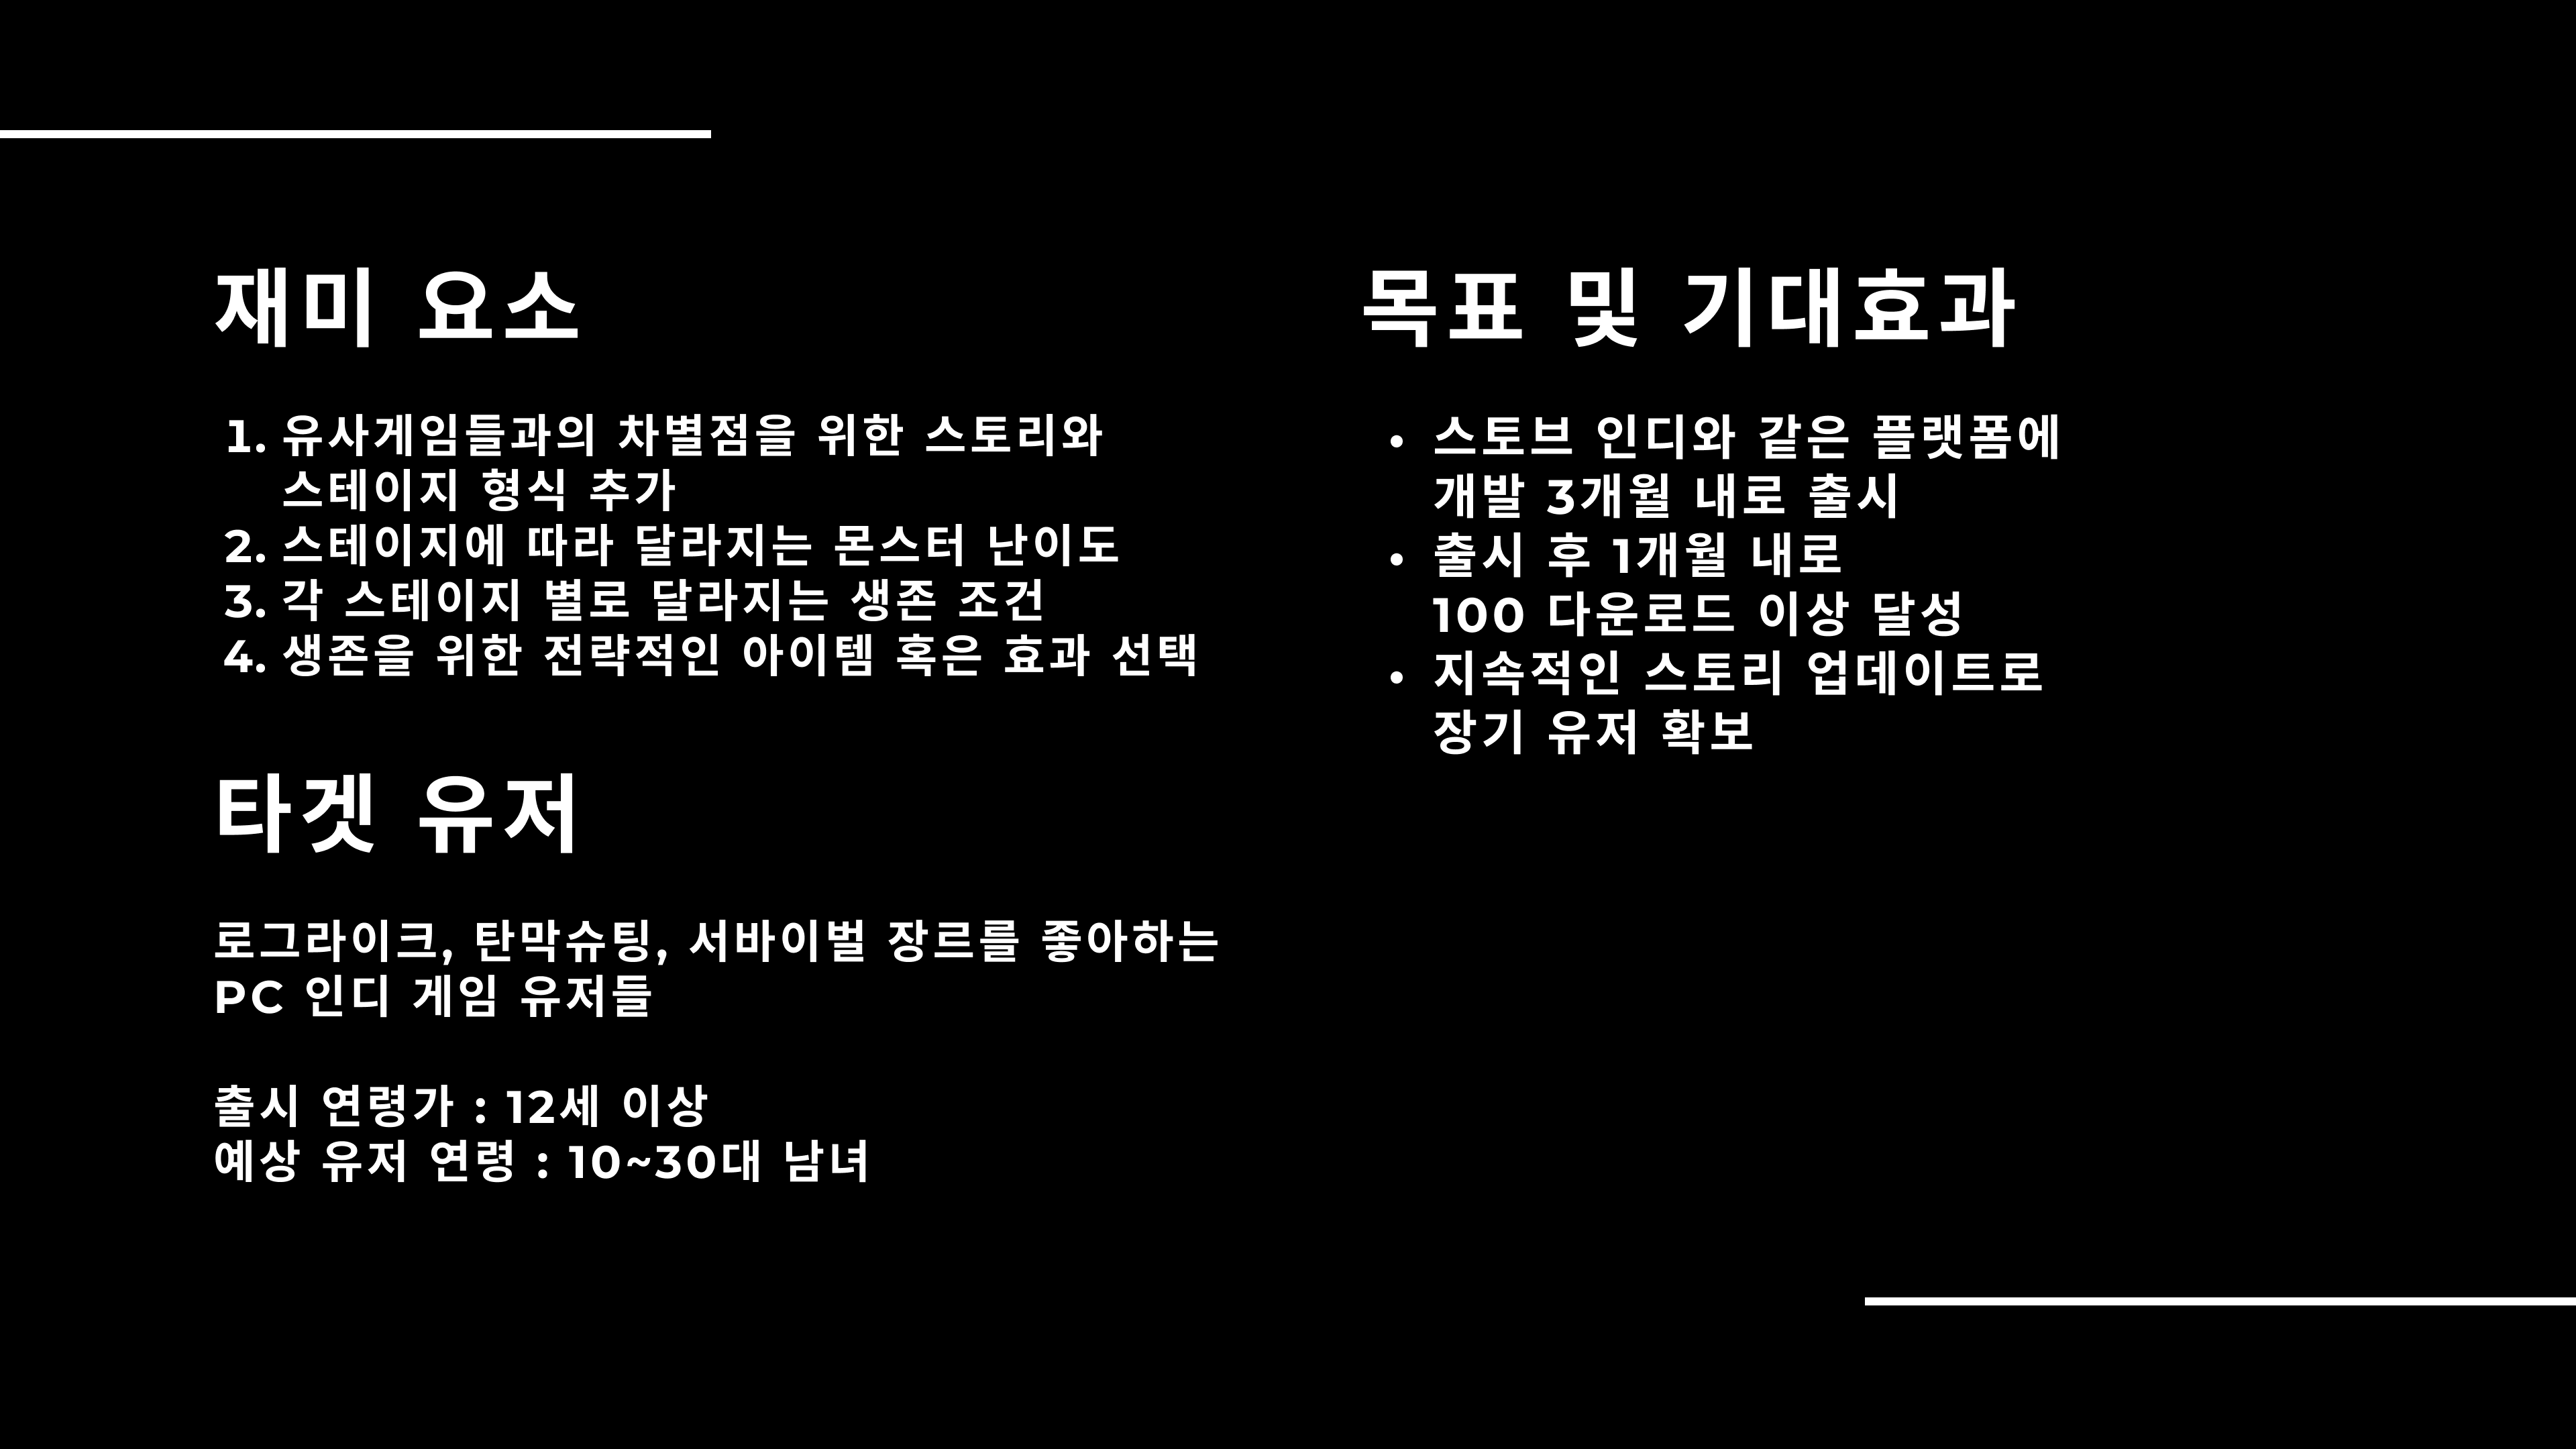 재미 요소
1. 유사게임들과의 차별점을 위한 스토리와
스테이지 형식 추가
2. 스테이지에 따라 달라지는 몬스터 난이도
3. 각 스테이지 별로 달라지는 생존 조건
4. 생존을 위한 전략적인 아이템 혹은 효과 선택
타겟 유저
로그라이크, 탄막슈팅, 서바이벌 장르를 좋아하는
PC 인디 게임 유저들
출시 연령가 : 12세 이상
예상 유저 연령 : 10~30대 남녀
목표 및 기대효과
• 스토브 인디와 같은 플랫폼에
개발 3개월 내로 출시
• 출시 후 1개월 내로
100 다운로드 이상 달성
• 지속적인 스토리 업데이트로
장기 유저 확보